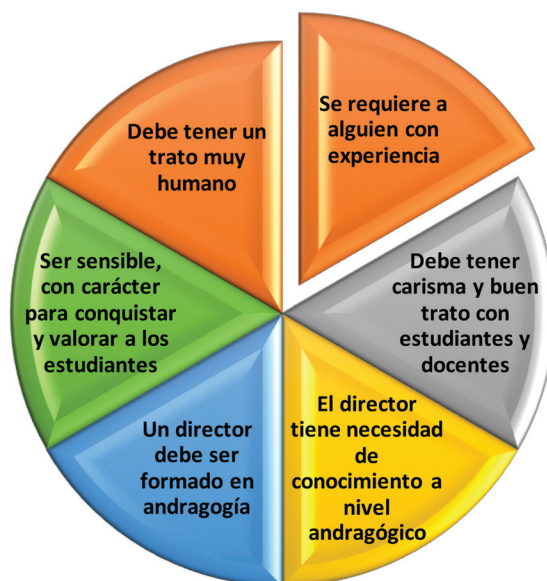 Se requiere a
alguien con
experiencia
Debe tener
carisma y buen
trato con
estudiantes y
docentes
El director
tiene necesidad
de
conocimiento a
nivel
andragógico
Un director
debe ser
formado en
andragogía
Ser sensible,
con carácter
para conquistar
y valorar a los
estudiantes
Debe tener un
trato muy
humano